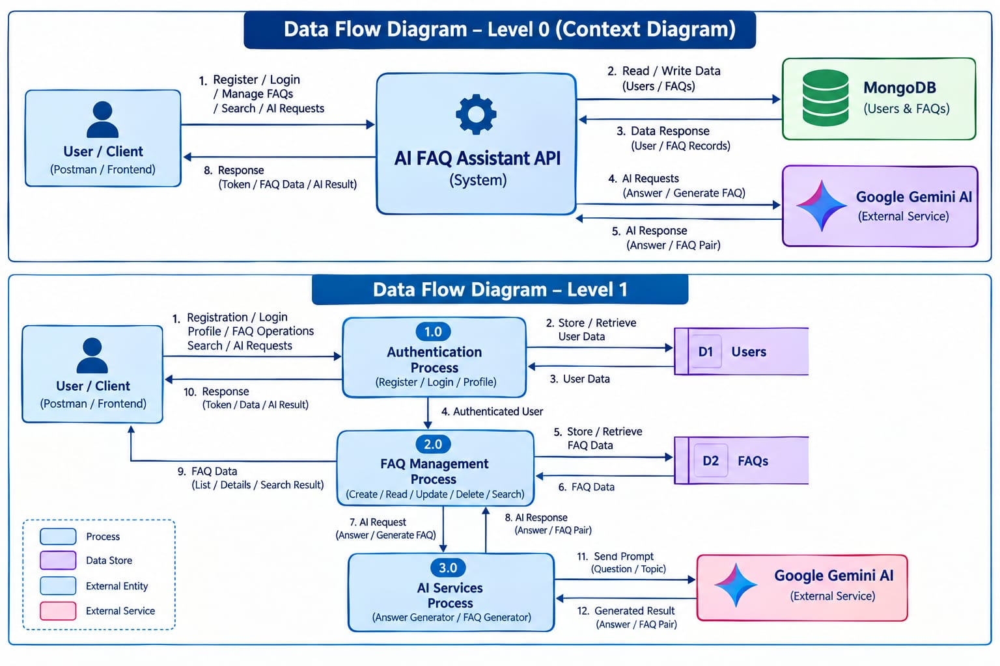 Data Flow Diagram – Level 0 (Context Diagram)
1. Register / Login
/ Manage FAQs
/ Search / AI Requests
User / Client
(Postman / Frontend)
8. Response
(Token / FAQ Data / AI Result)
AI FAQ Assistant API
(System)
2. Read / Write Data
(Users / FAQs)
3. Data Response
(User / FAQ Records)
MongoDB
(Users & FAQs)
4. AI Requests
(Answer / Generate FAQ)
5. AI Response
(Answer / FAQ Pair)
Google Gemini AI
(External Service)
Data Flow Diagram – Level 1
1. Registration / Login
Profile / FAQ Operations
Search / AI Requests
User / Client
(Postman / Frontend)
10. Response
(Token / Data / AI Result)
1.0
Authentication
Process
(Register / Login / Profile)
2. Store / Retrieve
User Data
3. User Data
D1 Users
4. Authenticated User
2.0
FAQ Management
Process
(Create / Read / Update / Delete / Search)
5. Store / Retrieve
FAQ Data
6. FAQ Data
D2 FAQs
9. FAQ Data
(List / Details / Search Result)
7. AI Request
(Answer / Generate FAQ)
8. AI Response
(Answer / FAQ Pair)
3.0
AI Services
Process
(Answer Generator / FAQ Generator)
11. Send Prompt
(Question / Topic)
12. Generated Result
(Answer / FAQ Pair)
Google Gemini AI
(External Service)
Process
Data Store
External Entity
External Service